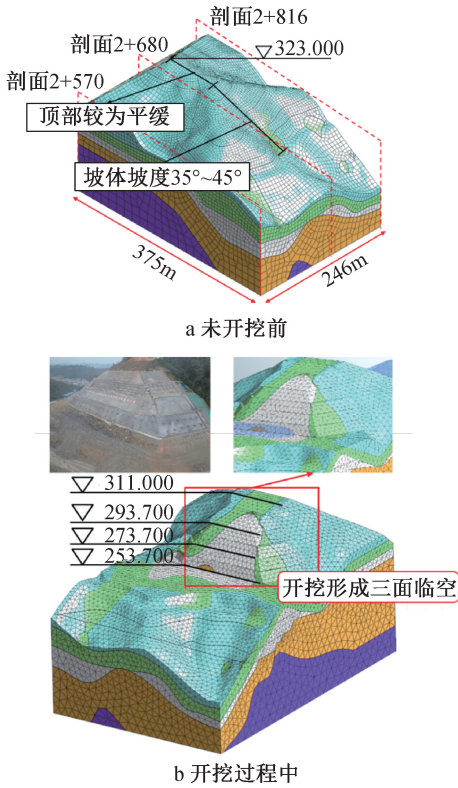 剖面2+816
剖面2+680
323.000
剖面2+570
顶部较为平缓
坡体坡度35°~45°
375m
246m
a 未开挖前
311.000
293.700
273.700
253.700
开挖形成三面临空
b 开挖过程中